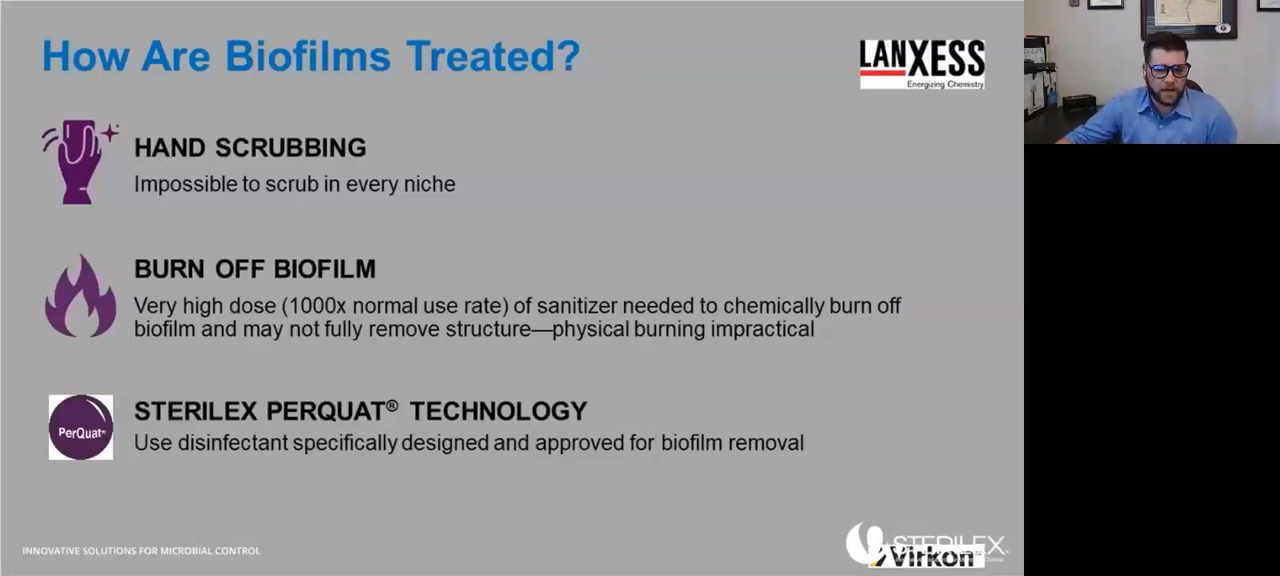 How Are Biofilms Treated?
LANXESS
Energizing Chemistry
HAND SCRUBBING
Impossible to scrub in every niche
BURN OFF BIOFILM
Very high dose (1000x normal use rate) of sanitizer needed to chemically burn off
biofilm and may not fully remove structure—physical burning impractical
PerQuat®
STERILEX PERQUAT® TECHNOLOGY
Use disinfectant specifically designed and approved for biofilm removal
INNOVATIVE SOLUTIONS FOR MICROBIAL CONTROL
STERILEX
Virkon